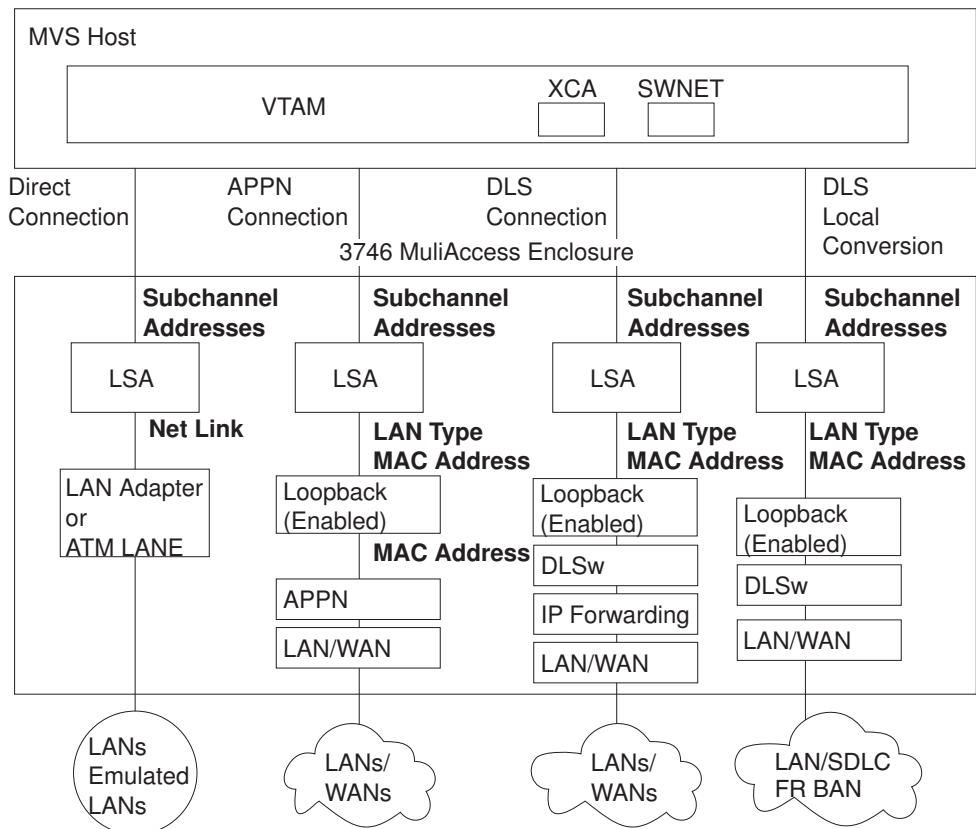 MVS Host
VTAM
XCA
SWNET
Direct
Connection
APPN
Connection
DLS
Connection
DLS
Local
Conversion
3746 MuliAccess Enclosure
Subchannel
Addresses
Subchannel
Addresses
Subchannel
Addresses
Subchannel
Addresses
LSA
LSA
LSA
LSA
Net Link
LAN Type
MAC Address
LAN Type
MAC Address
LAN Type
MAC Address
LAN Adapter
or
ATM LANE
Loopback
(Enabled)
MAC Address
APPN
LAN/WAN
Loopback
(Enabled)
DLSw
IP Forwarding
LAN/WAN
Loopback
(Enabled)
DLSw
LAN/WAN
LANs
Emulated
LANs
LANs/
WANs
LANs/
WANs
LAN/SDLC
FR BAN